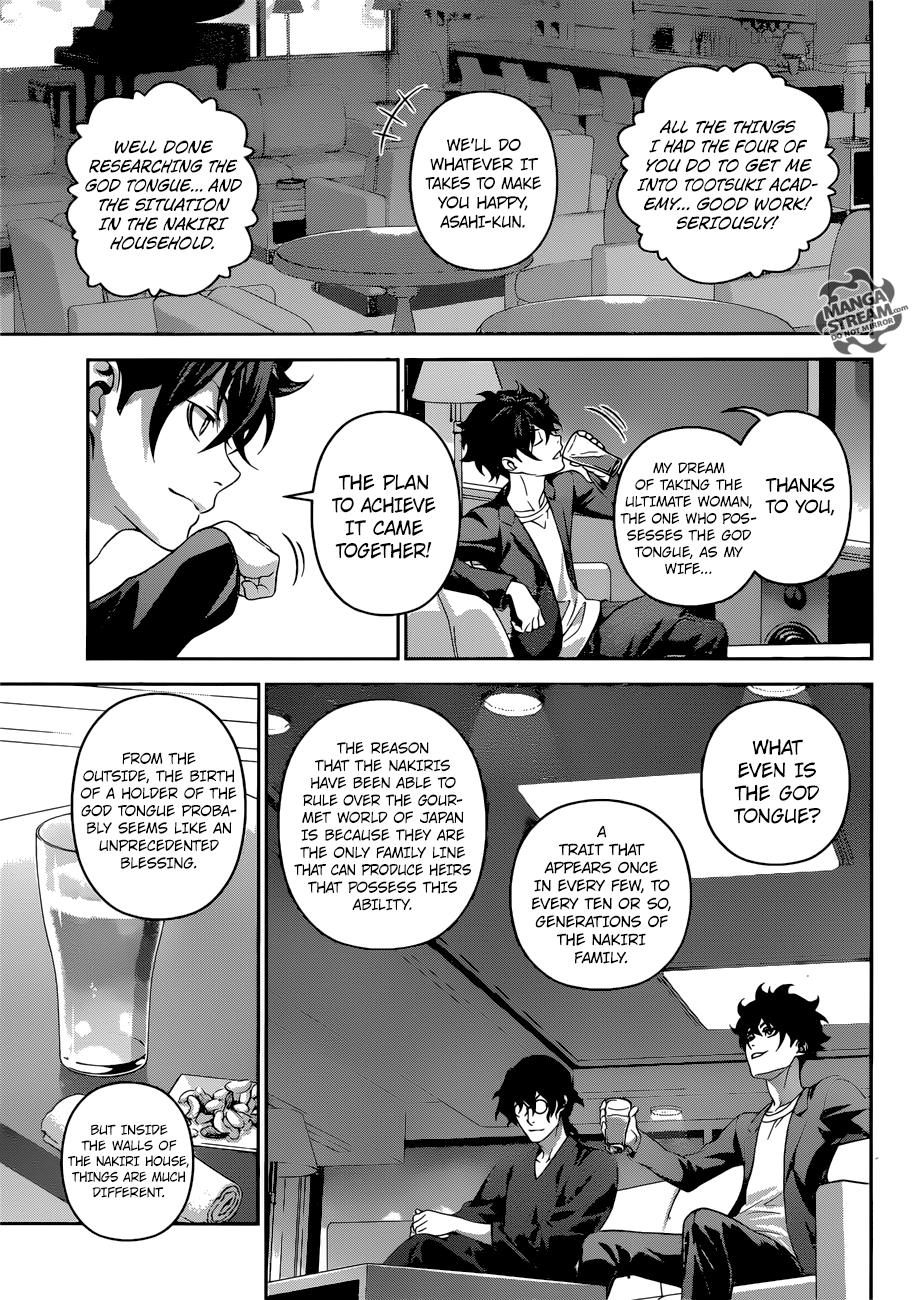 ALL THE THINGS
I HAD THE FOUR OF
YOU DO TO GET ME
INTO TOOTSUKI ACAD-
EMY... GOOD WORK!
SERIOUSLY!
WE'LL DO
WHATEVER IT
TAKES TO MAKE
YOU HAPPY,
ASAHI-KUN.
WELL DONE
RESEARCHING THE
GOD TONGUE... AND
THE SITUATION
IN THE NAKIRI
HOUSEHOLD.
MANGA
STREAM.com
DO NOT MIRROR
THANKS
TO YOU,
MY DREAM
OF TAKING THE
ULTIMATE WOMAN,
THE ONE WHO POS-
SESSES THE GOD
TONGUE, AS MY
WIFE...
THE PLAN
TO ACHIEVE
IT CAME
TOGETHER!
WHAT
EVEN IS
THE GOD
TONGUE?
A
TRAIT THAT
APPEARS ONCE
IN EVERY FEW, TO
EVERY TEN OR SO,
GENERATIONS OF
THE NAKIRI
FAMILY.
THE REASON
THAT THE NAKIRIS
HAVE BEEN ABLE TO
RULE OVER THE GOUR-
MET WORLD OF JAPAN
IS BECAUSE THEY ARE
THE ONLY FAMILY LINE
THAT CAN PRODUCE HEIRS
THAT POSSESS THIS
ABILITY.
FROM THE
OUTSIDE, THE BIRTH
OF A HOLDER OF THE
GOD TONGUE PROBA-
BLY SEEMS LIKE AN
UNPRECEDENTED
BLESSING.
BUT INSIDE
THE WALLS OF
THE NAKIRI HOUSE,
THINGS ARE MUCH
DIFFERENT.